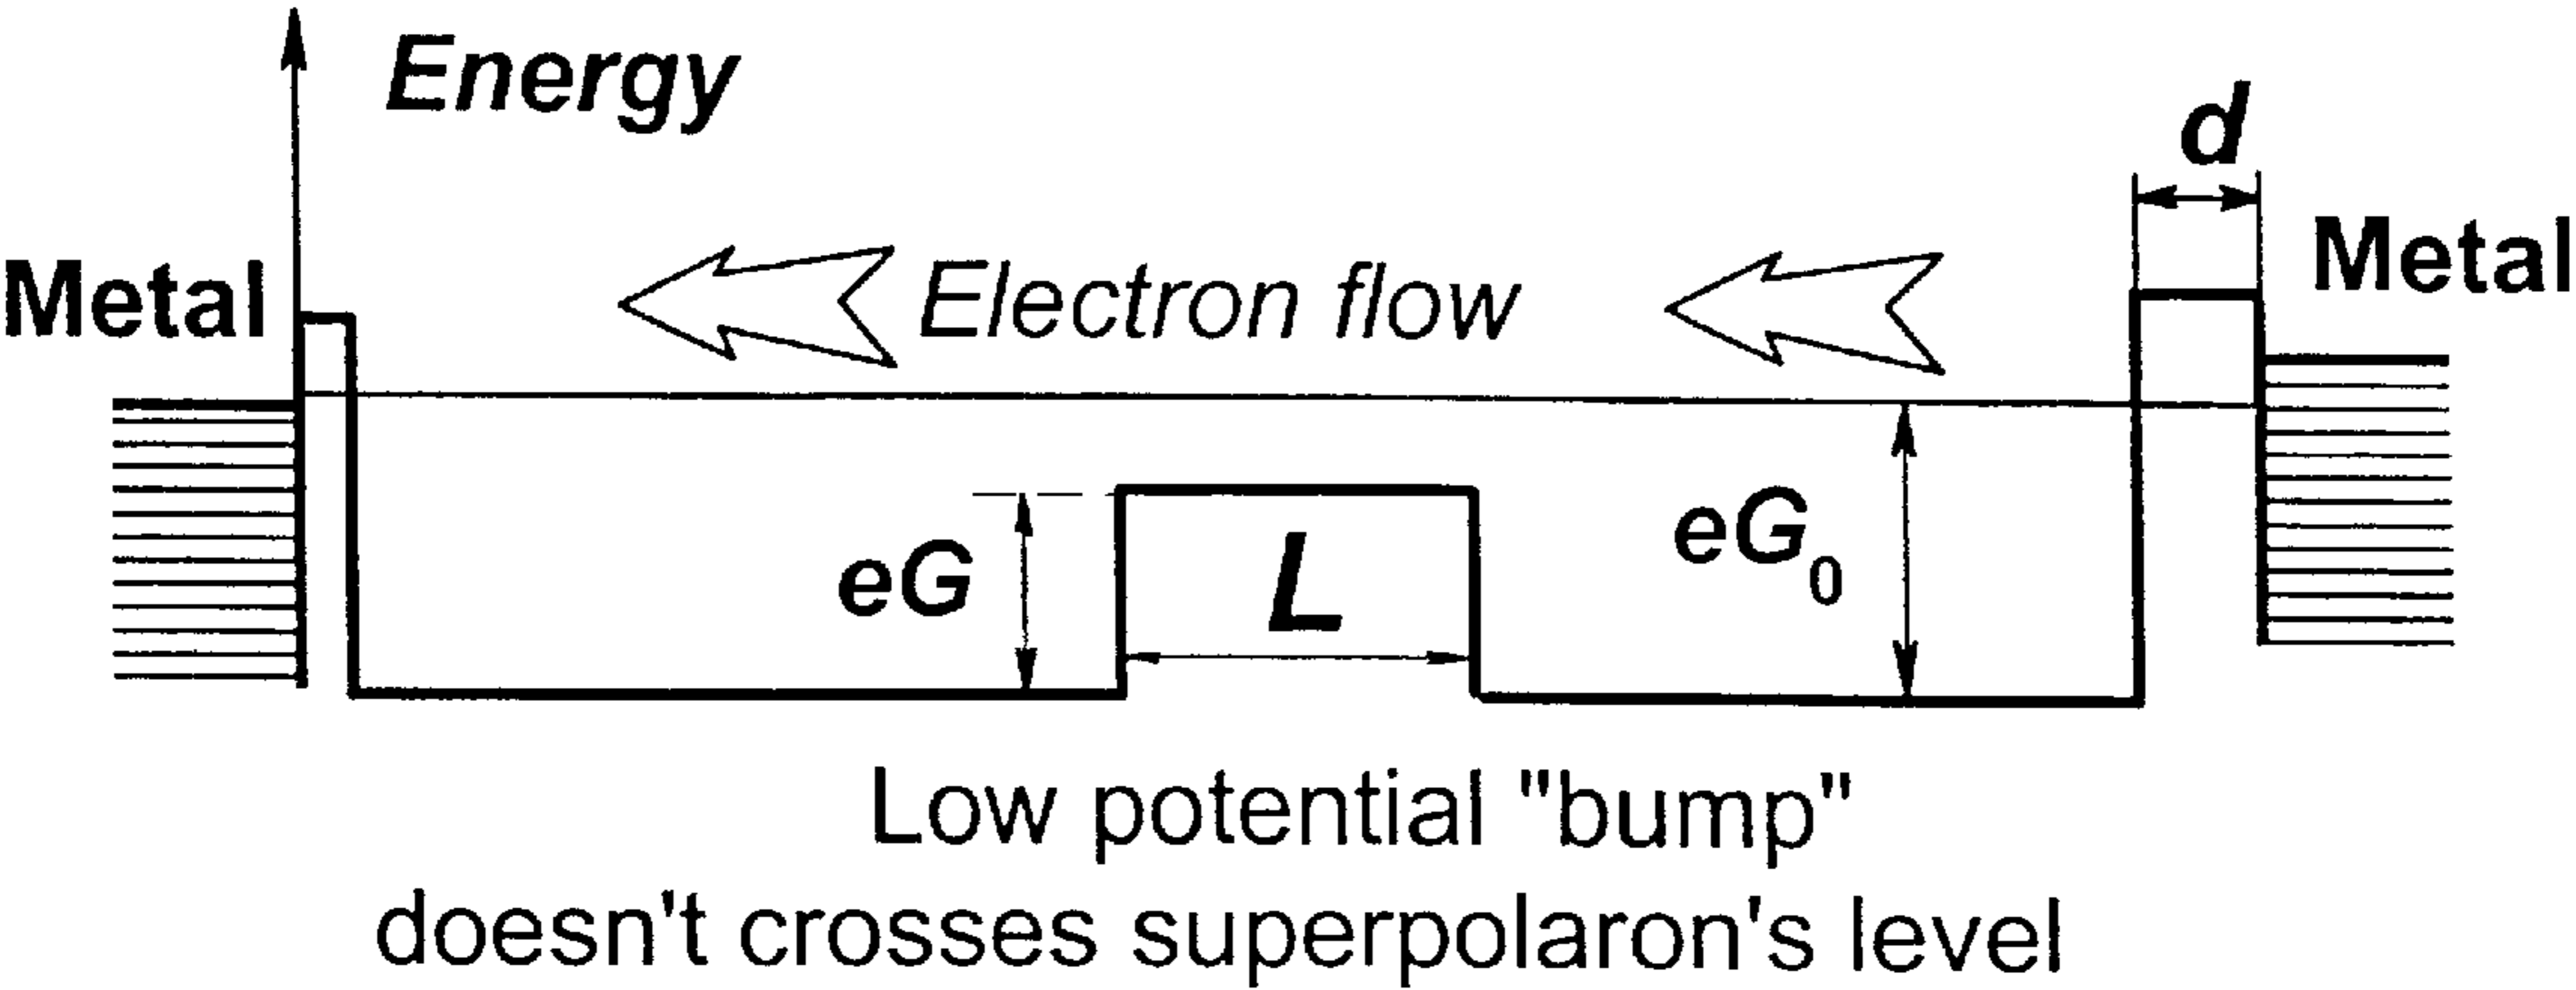 Energy
d
Metal
Metal
Electron flow
eG
L
eG₀
Low potential "bump"
doesn't crosses superpolaron's level